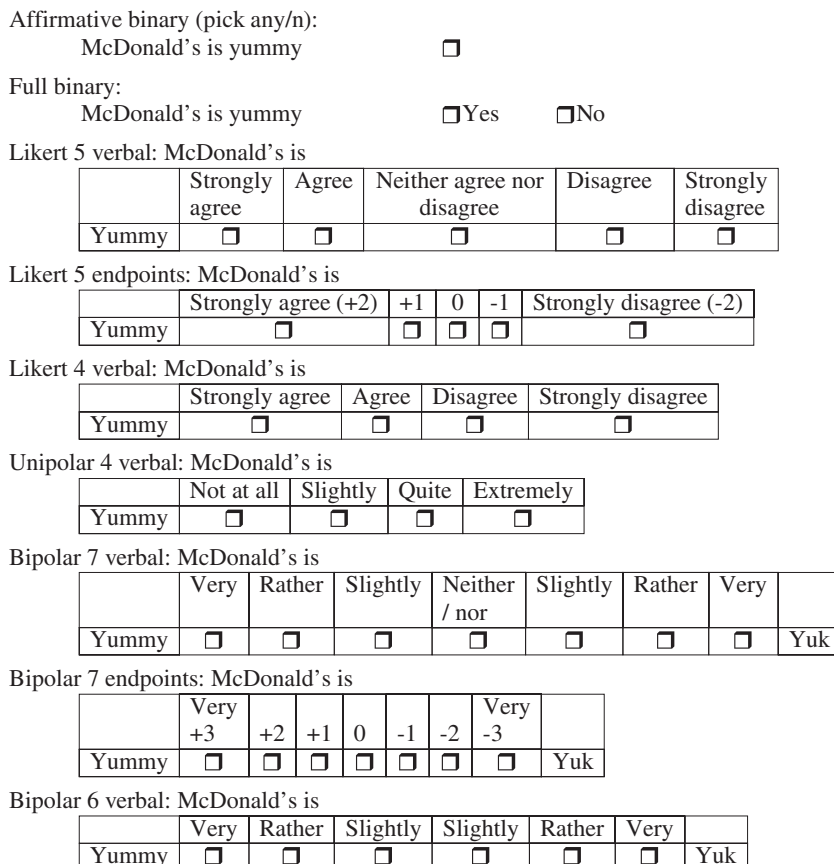 Affirmative binary (pick any/n):
McDonald's is yummy
Full binary:
McDonald's is yummy Yes No
Likert 5 verbal: McDonald's is
Strongly agree Agree Neither agree nor disagree Disagree Strongly disagree
Yummy
Likert 5 endpoints: McDonald's is
Strongly agree (+2) +1 0 -1 Strongly disagree (-2)
Yummy
Likert 4 verbal: McDonald's is
Strongly agree Agree Disagree Strongly disagree
Yummy
Unipolar 4 verbal: McDonald's is
Not at all Slightly Quite Extremely
Yummy
Bipolar 7 verbal: McDonald's is
Very Rather Slightly Neither / nor Slightly Rather Very
Yummy Yuk
Bipolar 7 endpoints: McDonald's is
Very +3 +2 +1 0 -1 -2 Very -3
Yummy Yuk
Bipolar 6 verbal: McDonald's is
Very Rather Slightly Slightly Rather Very
Yummy Yuk